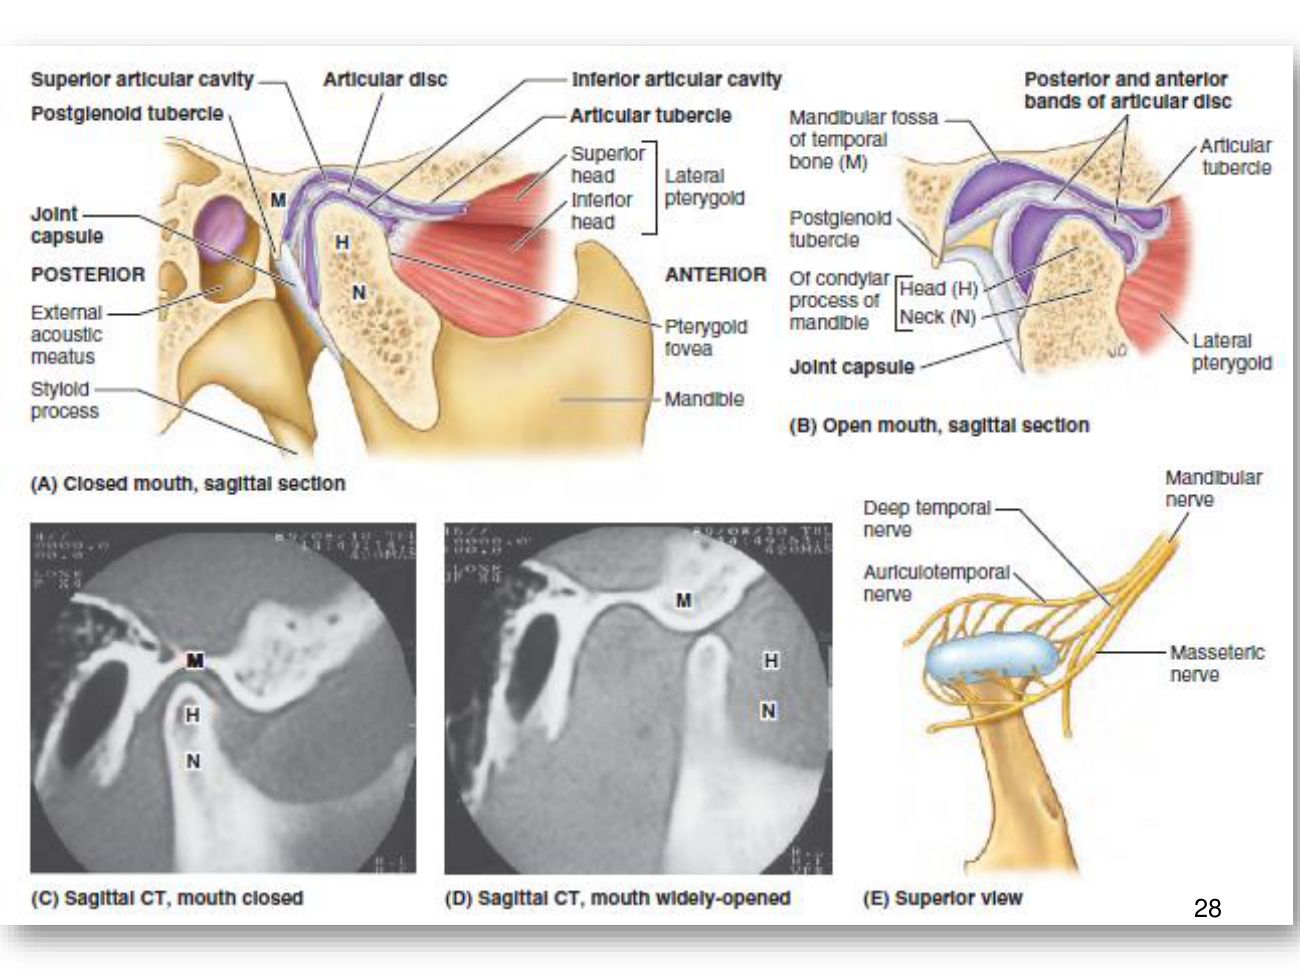 Superior articular cavity
Articular disc
Inferior articular cavity
Postglenoid tubercle
Articular tubercle
Superior
head
Inferior
head
Lateral
pterygoid
M
Joint
capsule
H
POSTERIOR
ANTERIOR
N
External
acoustic
meatus
Pterygoid
fovea
Styloid
process
Mandible
(A) Closed mouth, sagittal section
Posterior and anterior
bands of articular disc
Mandibular fossa
of temporal
bone (M)
Articular
tubercle
Postglenoid
tubercle
Of condylar
process of
mandible
Head (H)
Neck (N)
Lateral
pterygoid
Joint capsule
(B) Open mouth, sagittal section
M
H
N
(C) Sagittal CT, mouth closed
M
H
N
(D) Sagittal CT, mouth widely-opened
Mandibular
nerve
Deep temporal
nerve
Auriculotemporal
nerve
Masseteric
nerve
(E) Superior view
28